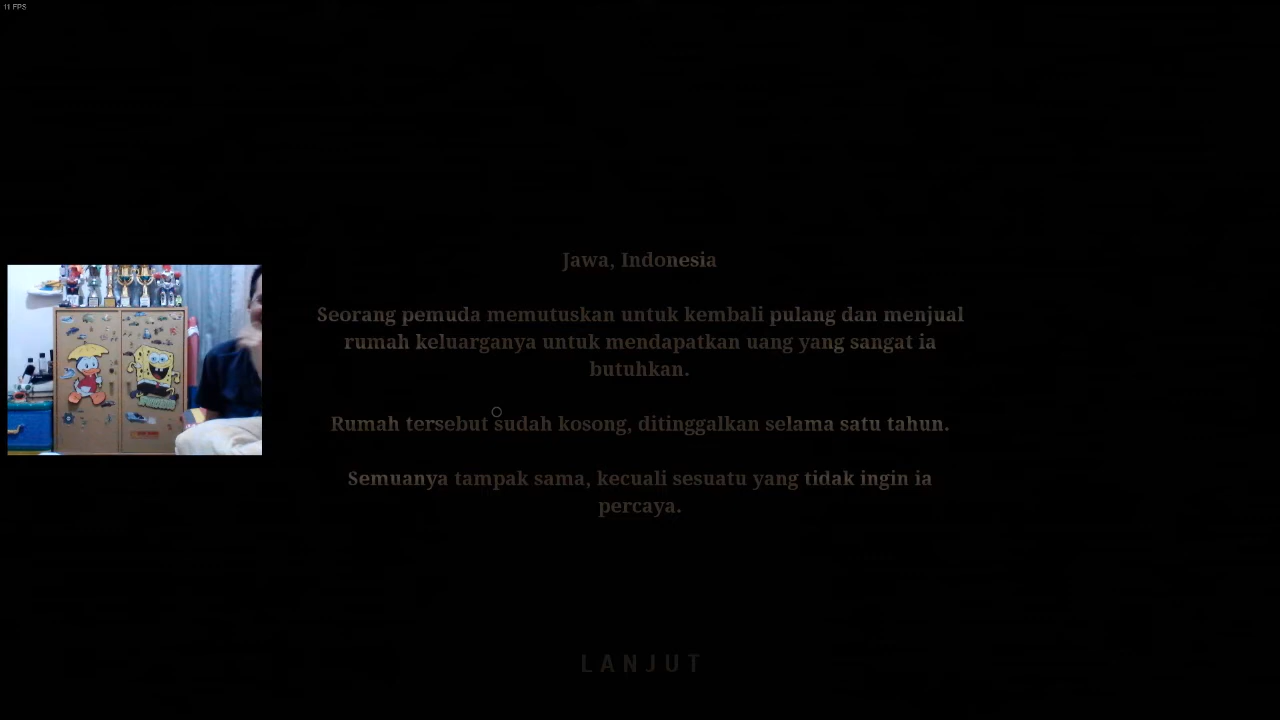 11 FPS
Jawa, Indonesia
Seorang pemuda memutuskan untuk kembali pulang dan menjual
rumah keluarganya untuk mendapatkan uang yang sangat ia
butuhkan.
Rumah tersebut sudah kosong, ditinggalkan selama satu tahun.
Semuanya tampak sama, kecuali sesuatu yang tidak ingin ia
percaya.
LANJUT